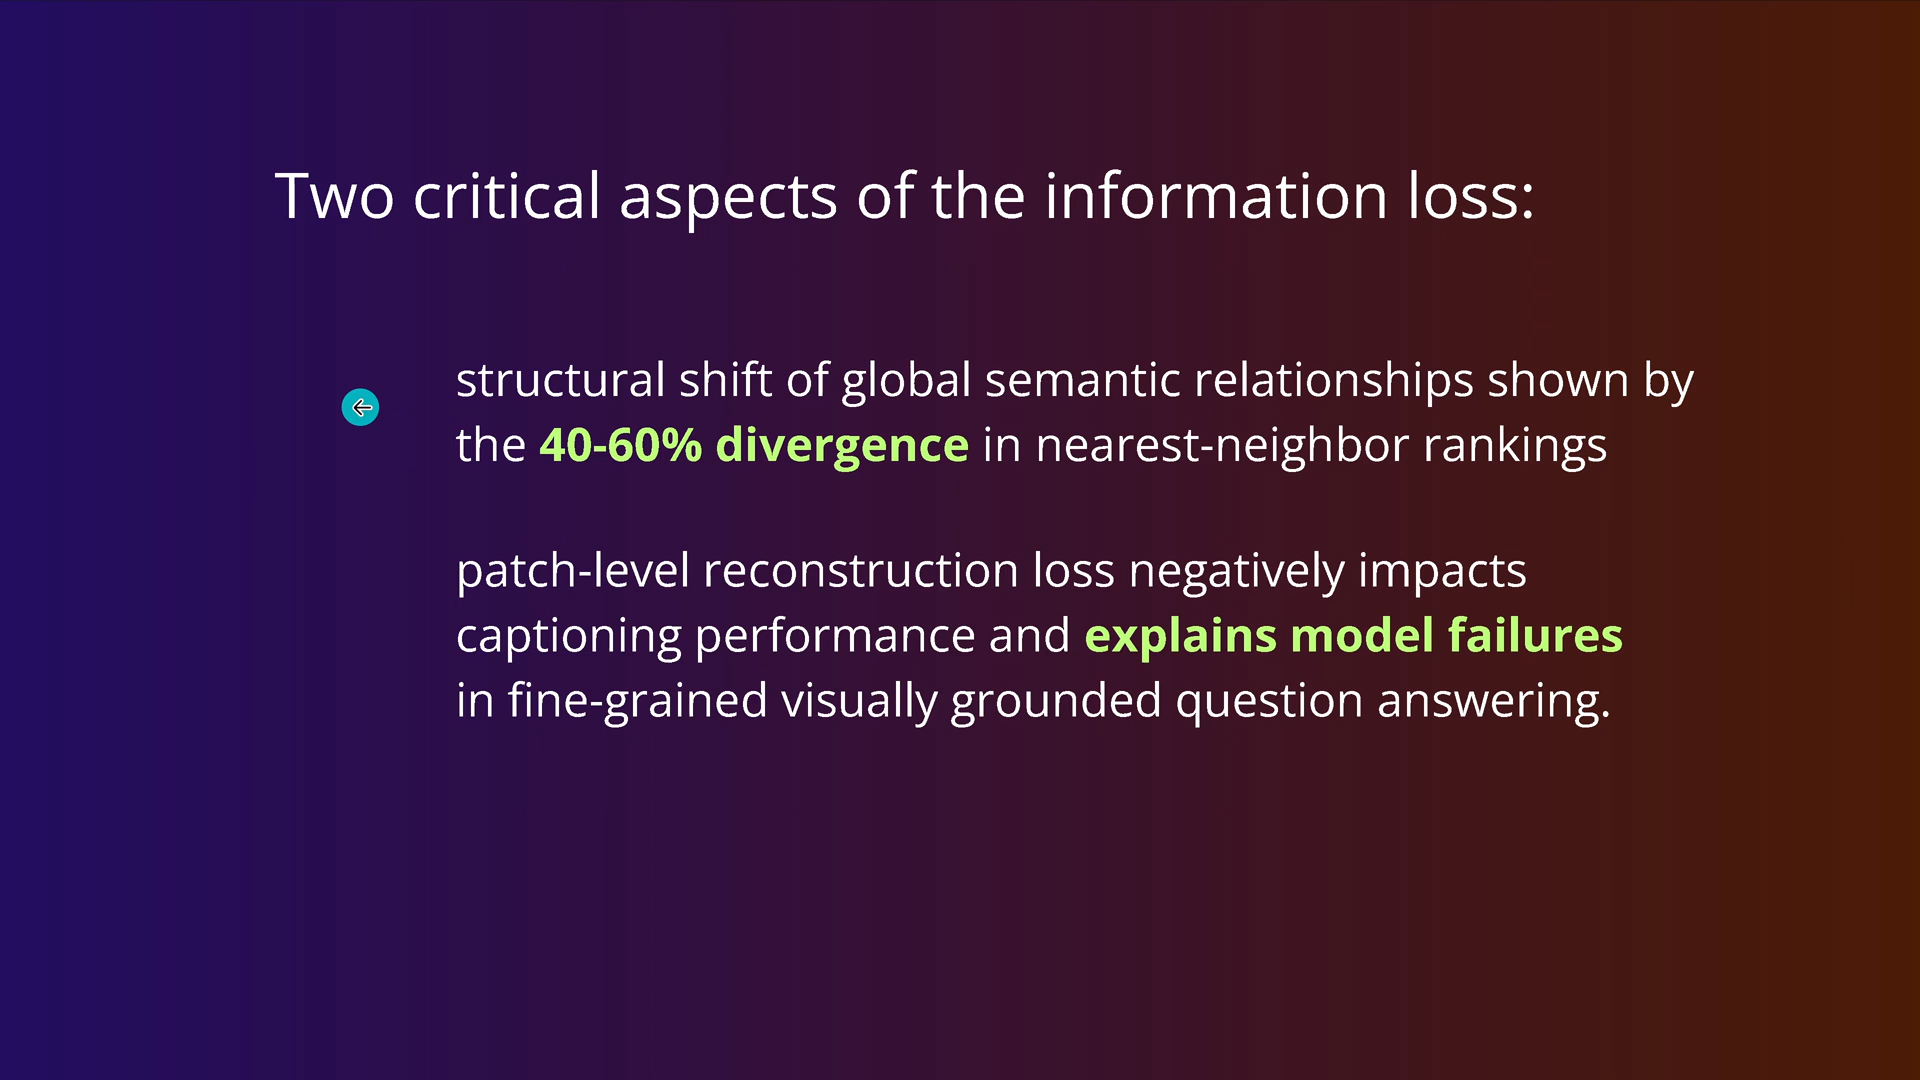 Two critical aspects of the information loss:
structural shift of global semantic relationships shown by
the 40-60% divergence in nearest-neighbor rankings
patch-level reconstruction loss negatively impacts
captioning performance and explains model failures
in fine-grained visually grounded question answering.